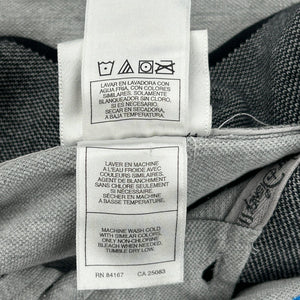 LAVAR EN LAVADORA CON
AGUA FRIA, CON COLORES
SIMILARES. SOLAMENTE
BLANQUEADOR SIN CLORO,
SI ES NECESARIO.
SECAR EN SECADORA,
A BAJA TEMPERATURA.
LAVER EN MACHINE
A L'EAU FROIDE AVEC
COULEURS SIMILAIRES.
AGENT DE BLANCHIMENT
SANS CHLORE SEULEMENT
SI NÉCESSAIRE.
SÉCHER EN MACHINE
A BASSE TEMPERATURE.
MACHINE WASH COLD
WITH SIMILAR COLORS.
ONLY NON-CHLORINE
BLEACH WHEN NEEDED.
TUMBLE DRY LOW.
RN 84167 CA 25083